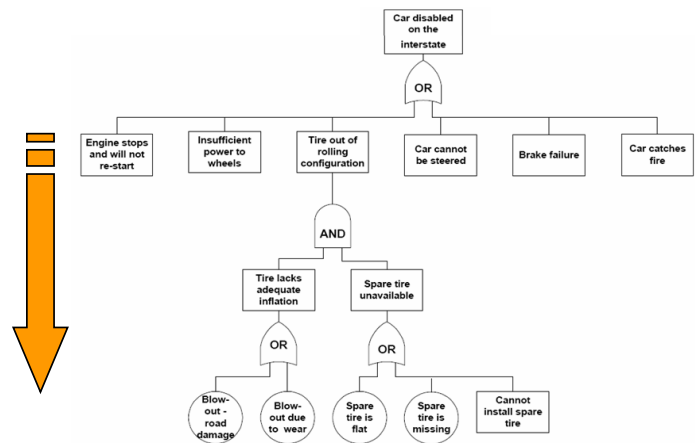 Car disabled
on the
interstate
OR
Engine stops
and will not
re-start
Insufficient
power to
wheels
Tire out of
rolling
configuration
Car cannot
be steered
Brake failure
Car catches
fire
AND
Tire lacks
adequate
inflation
Spare tire
unavailable
OR
OR
Blow-
out -
road
damage
Blow-
out due
to wear
Spare
tire is
flat
Spare
tire is
missing
Cannot
install spare
tire